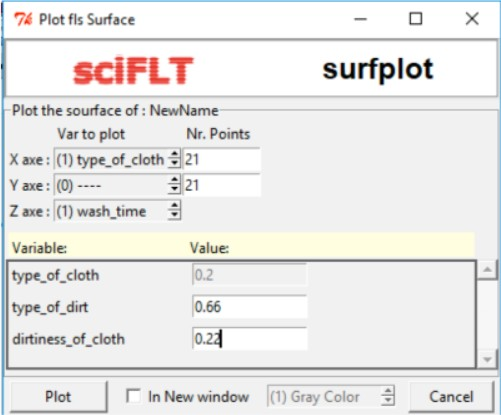 Plot fls Surface
sciFLT surfplot
Plot the sourface of : NewName
Var to plot Nr. Points
X axe : (1) type_of_cloth 21
Y axe : (0) ---- 21
Z axe : (1) wash_time
Variable: Value:
type_of_cloth 0.2
type_of_dirt 0.66
dirtiness_of_cloth 0.22
Plot In New window (1) Gray Color Cancel